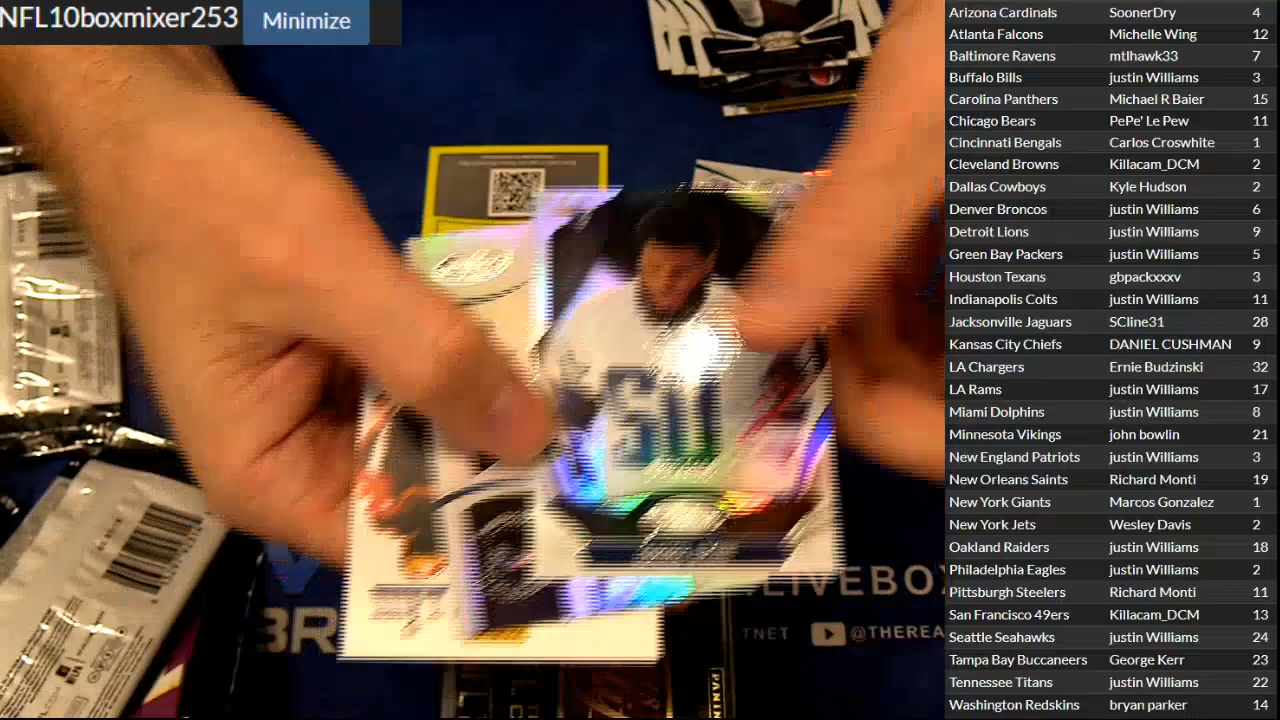 NFL10boxmixer253 Minimize
Arizona Cardinals SoonerDry 4
Atlanta Falcons Michelle Wing 12
Baltimore Ravens mtlhawk33 7
Buffalo Bills justin Williams 3
Carolina Panthers Michael R Baier 15
Chicago Bears PePe' Le Pew 11
Cincinnati Bengals Carlos Croswhite 1
Cleveland Browns Killacam_DCM 2
Dallas Cowboys Kyle Hudson 2
Denver Broncos justin Williams 6
Detroit Lions justin Williams 9
Green Bay Packers justin Williams 5
Houston Texans gbpackxxxv 3
Indianapolis Colts justin Williams 11
Jacksonville Jaguars SCline31 28
Kansas City Chiefs DANIEL CUSHMAN 9
LA Chargers Ernie Budzinski 32
LA Rams justin Williams 17
Miami Dolphins justin Williams 8
Minnesota Vikings john bowlin 21
New England Patriots justin Williams 3
New Orleans Saints Richard Monti 19
New York Giants Marcos Gonzalez 1
New York Jets Wesley Davis 2
Oakland Raiders justin Williams 18
Philadelphia Eagles justin Williams 2
Pittsburgh Steelers Richard Monti 11
San Francisco 49ers Killacam_DCM 13
Seattle Seahawks justin Williams 24
Tampa Bay Buccaneers George Kerr 23
Tennessee Titans justin Williams 22
Washington Redskins bryan parker 14
50
LIVEBOX
BR
TNET @THEREA
PANINI